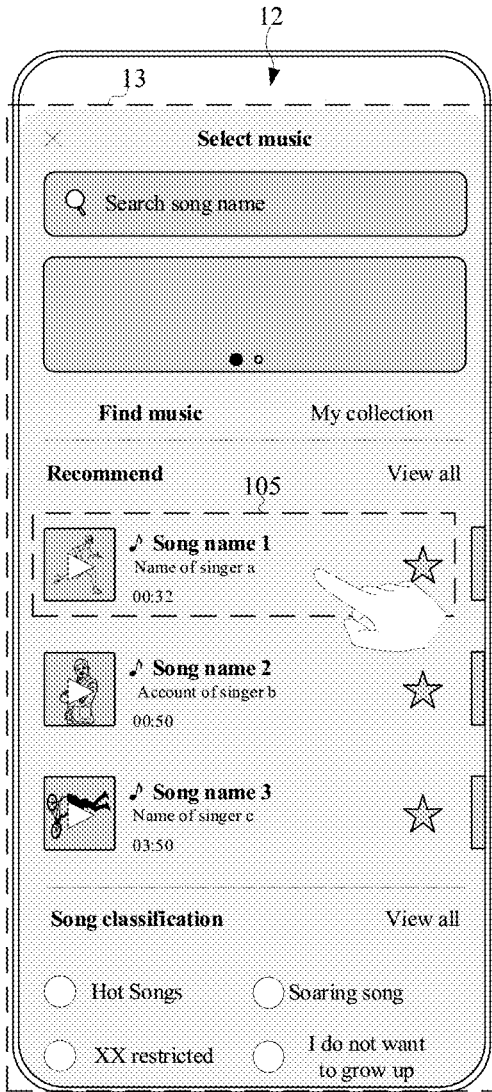 12
13
Select music
Search song name
Find music My collection
Recommend View all
105
Song name 1
Name of singer a
00:32
Song name 2
Account of singer b
00:50
Song name 3
Name of singer c
03:50
Song classification View all
Hot Songs Soaring song
XX restricted I do not want
to grow up